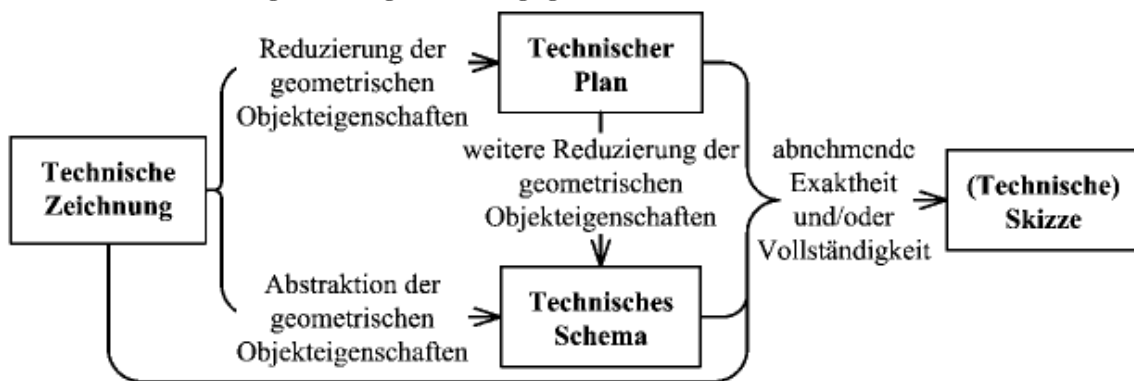 Reduzierung der
geometrischen
Objekteigenschaften
Technischer
Plan
Technische
Zeichnung
weitere Reduzierung der
geometrischen
Objekteigenschaften
abnehmende
Exaktheit
und/oder
Vollständigkeit
(Technische)
Skizze
Abstraktion der
geometrischen
Objekteigenschaften
Technisches
Schema